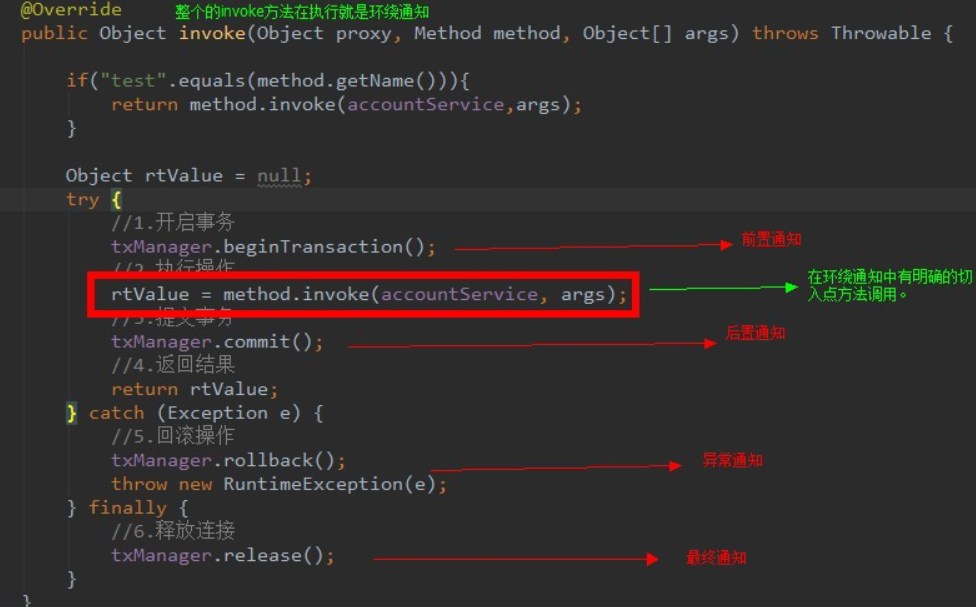 @Override 整个的invoke方法在执行就是环绕通知
public Object invoke(Object proxy, Method method, Object[] args) throws Throwable {
if("test".equals(method.getName())){
return method.invoke(accountService,args);
}
Object rtValue = null;
try {
//1.开启事务
txManager.beginTransaction(); 前置通知
//2.执行操作
rtValue = method.invoke(accountService, args); 在环绕通知中有明确的切
入点方法调用。
//3.提交事务
txManager.commit(); 后置通知
//4.返回结果
return rtValue;
} catch (Exception e) {
//5.回滚操作
txManager.rollback(); 异常通知
throw new RuntimeException(e);
} finally {
//6.释放连接
txManager.release(); 最终通知
}
}